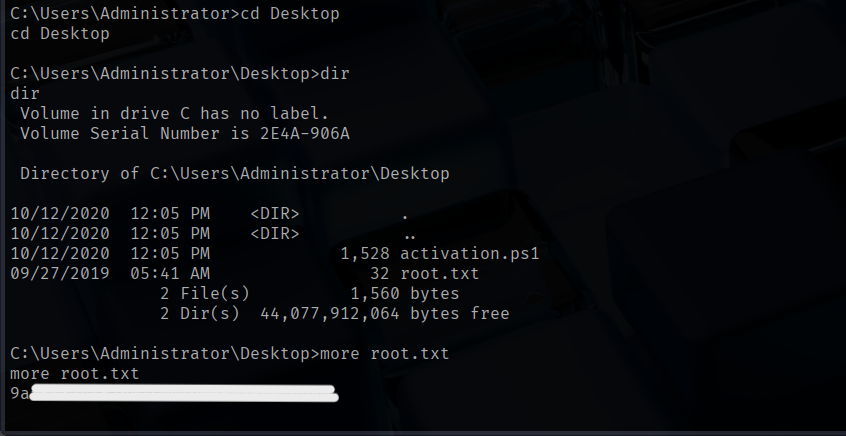 C:\Users\Administrator>cd Desktop
cd Desktop
C:\Users\Administrator\Desktop>dir
dir
 Volume in drive C has no label.
 Volume Serial Number is 2E4A-906A
 Directory of C:\Users\Administrator\Desktop
10/12/2020  12:05 PM    <DIR>          .
10/12/2020  12:05 PM    <DIR>          ..
10/12/2020  12:05 PM             1,528 activation.ps1
09/27/2019  05:41 AM                32 root.txt
               2 File(s)          1,560 bytes
               2 Dir(s)  44,077,912,064 bytes free
C:\Users\Administrator\Desktop>more root.txt
more root.txt
9a